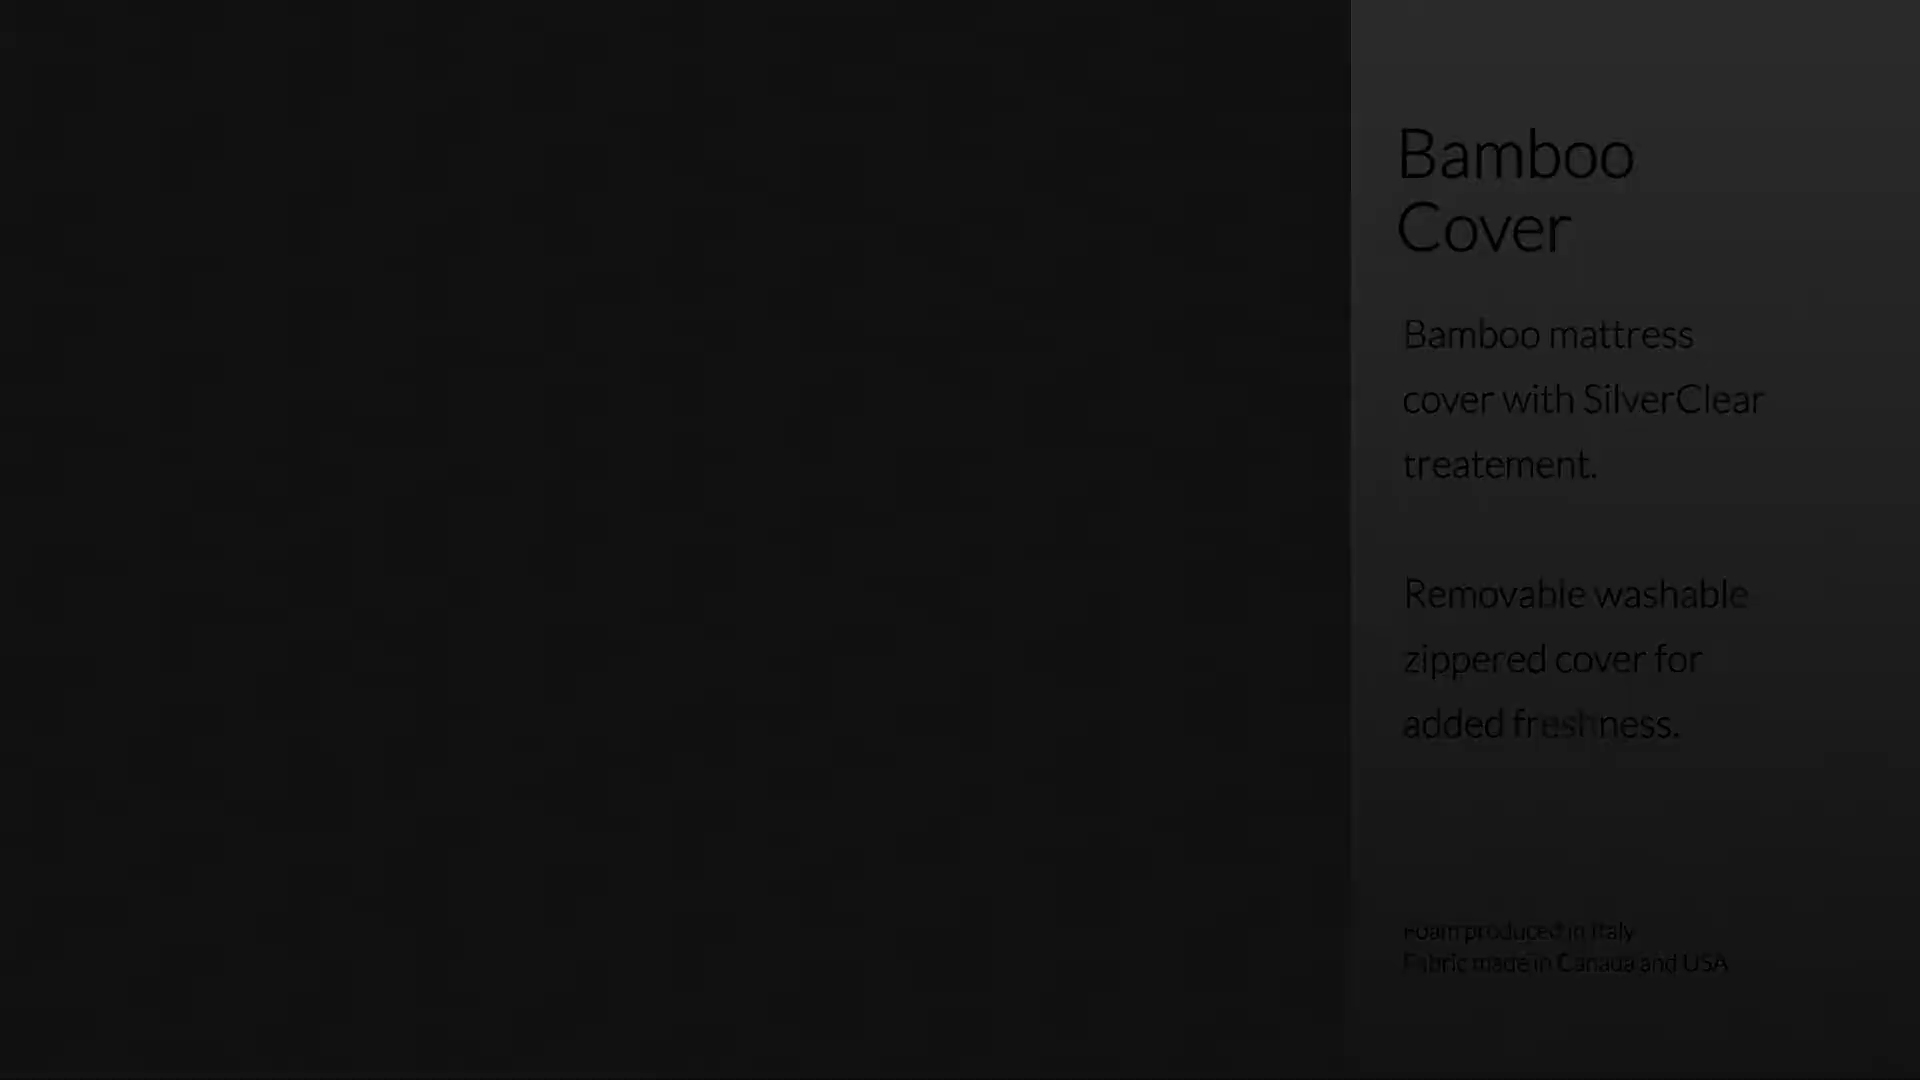 Bamboo
Cover
Bamboo mattress
cover with SilverClear
treatement.
Removable washable
zippered cover for
added freshness.
Foam produced in Italy
Fabric made in Canada and USA